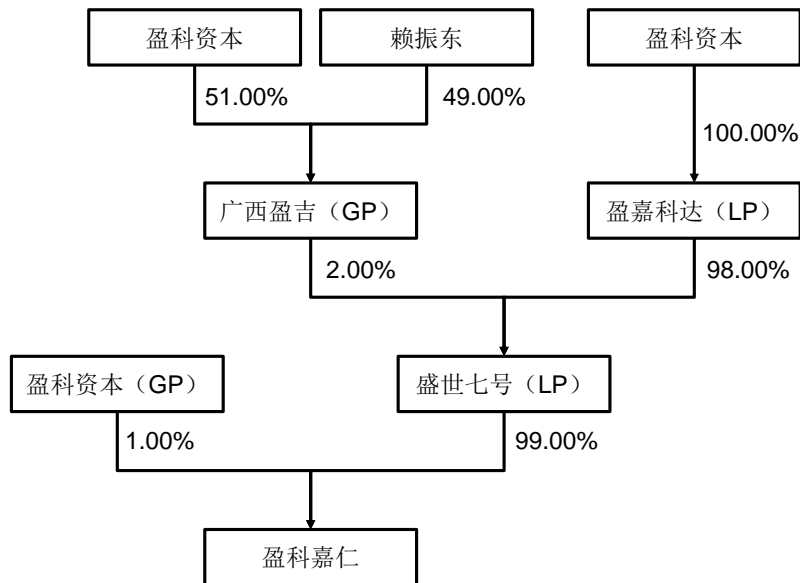 盈科资本
赖振东
盈科资本
51.00%
49.00%
100.00%
广西盈吉（GP）
盈嘉科达（LP）
2.00%
98.00%
盈科资本（GP）
盛世七号（LP）
1.00%
99.00%
盈科嘉仁